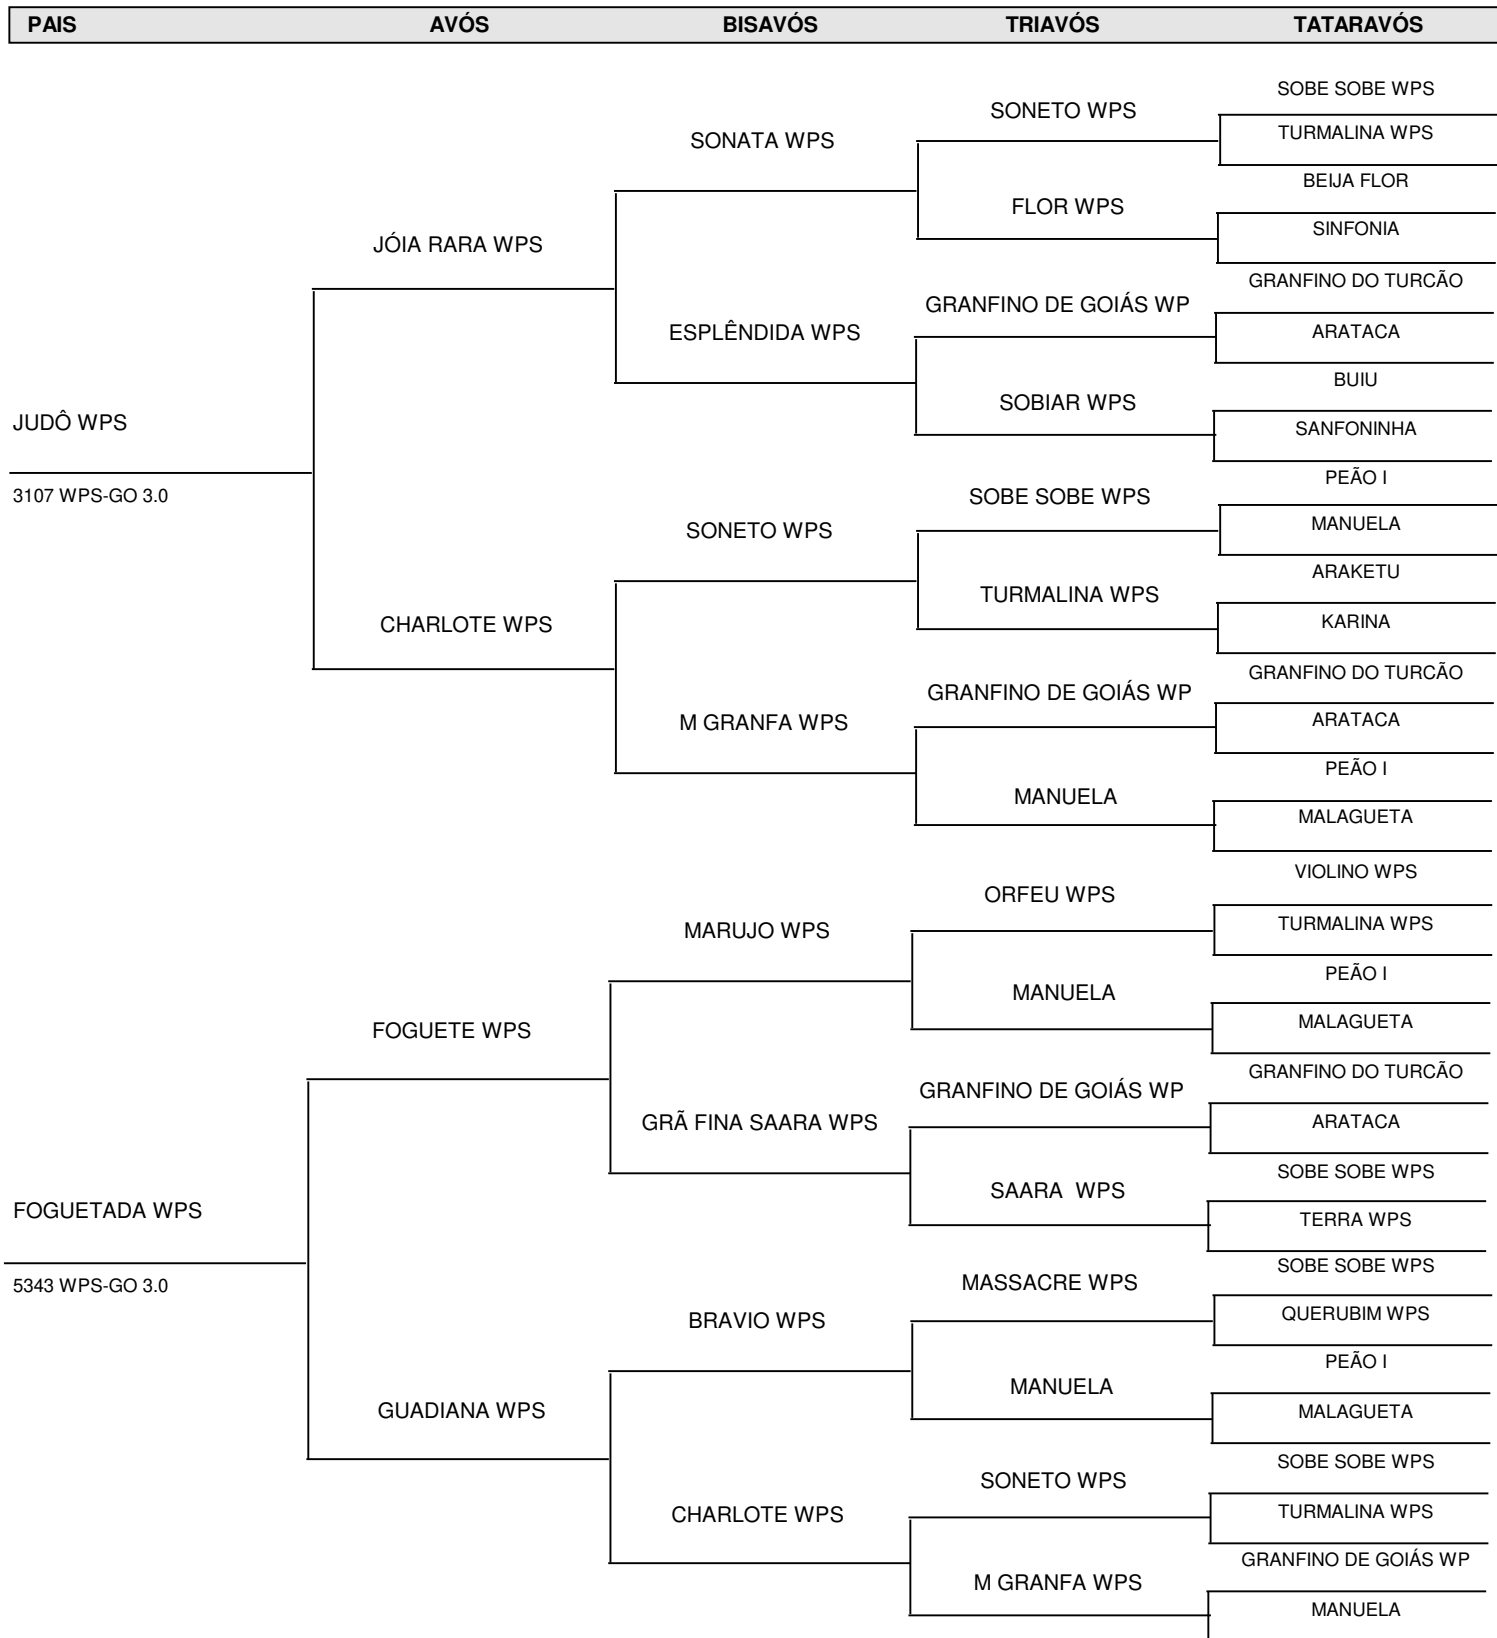 PAIS AVÓS BISAVÓS TRIAVÓS TATARAVÓS
SOBE SOBE WPS
SONETO WPS
TURMALINA WPS
SONATA WPS
BEIJA FLOR
FLOR WPS
SINFONIA
JÓIA RARA WPS
GRANFINO DO TURCÃO
GRANFINO DE GOIÁS WP
ARATACA
ESPLÊNDIDA WPS
BUIU
SOBIAR WPS
SANFONINHA
JUDÔ WPS
3107 WPS-GO 3.0
PEÃO I
SOBE SOBE WPS
MANUELA
SONETO WPS
ARAKETU
TURMALINA WPS
KARINA
CHARLOTE WPS
GRANFINO DO TURCÃO
GRANFINO DE GOIÁS WP
ARATACA
M GRANFA WPS
PEÃO I
MANUELA
MALAGUETA
VIOLINO WPS
ORFEU WPS
TURMALINA WPS
MARUJO WPS
PEÃO I
MANUELA
MALAGUETA
FOGUETE WPS
GRANFINO DO TURCÃO
GRANFINO DE GOIÁS WP
ARATACA
GRÃ FINA SAARA WPS
SOBE SOBE WPS
SAARA WPS
TERRA WPS
FOGUETADA WPS
5343 WPS-GO 3.0
SOBE SOBE WPS
MASSACRE WPS
QUERUBIM WPS
BRAVIO WPS
PEÃO I
MANUELA
MALAGUETA
GUADIANA WPS
SOBE SOBE WPS
SONETO WPS
TURMALINA WPS
CHARLOTE WPS
GRANFINO DE GOIÁS WP
M GRANFA WPS
MANUELA